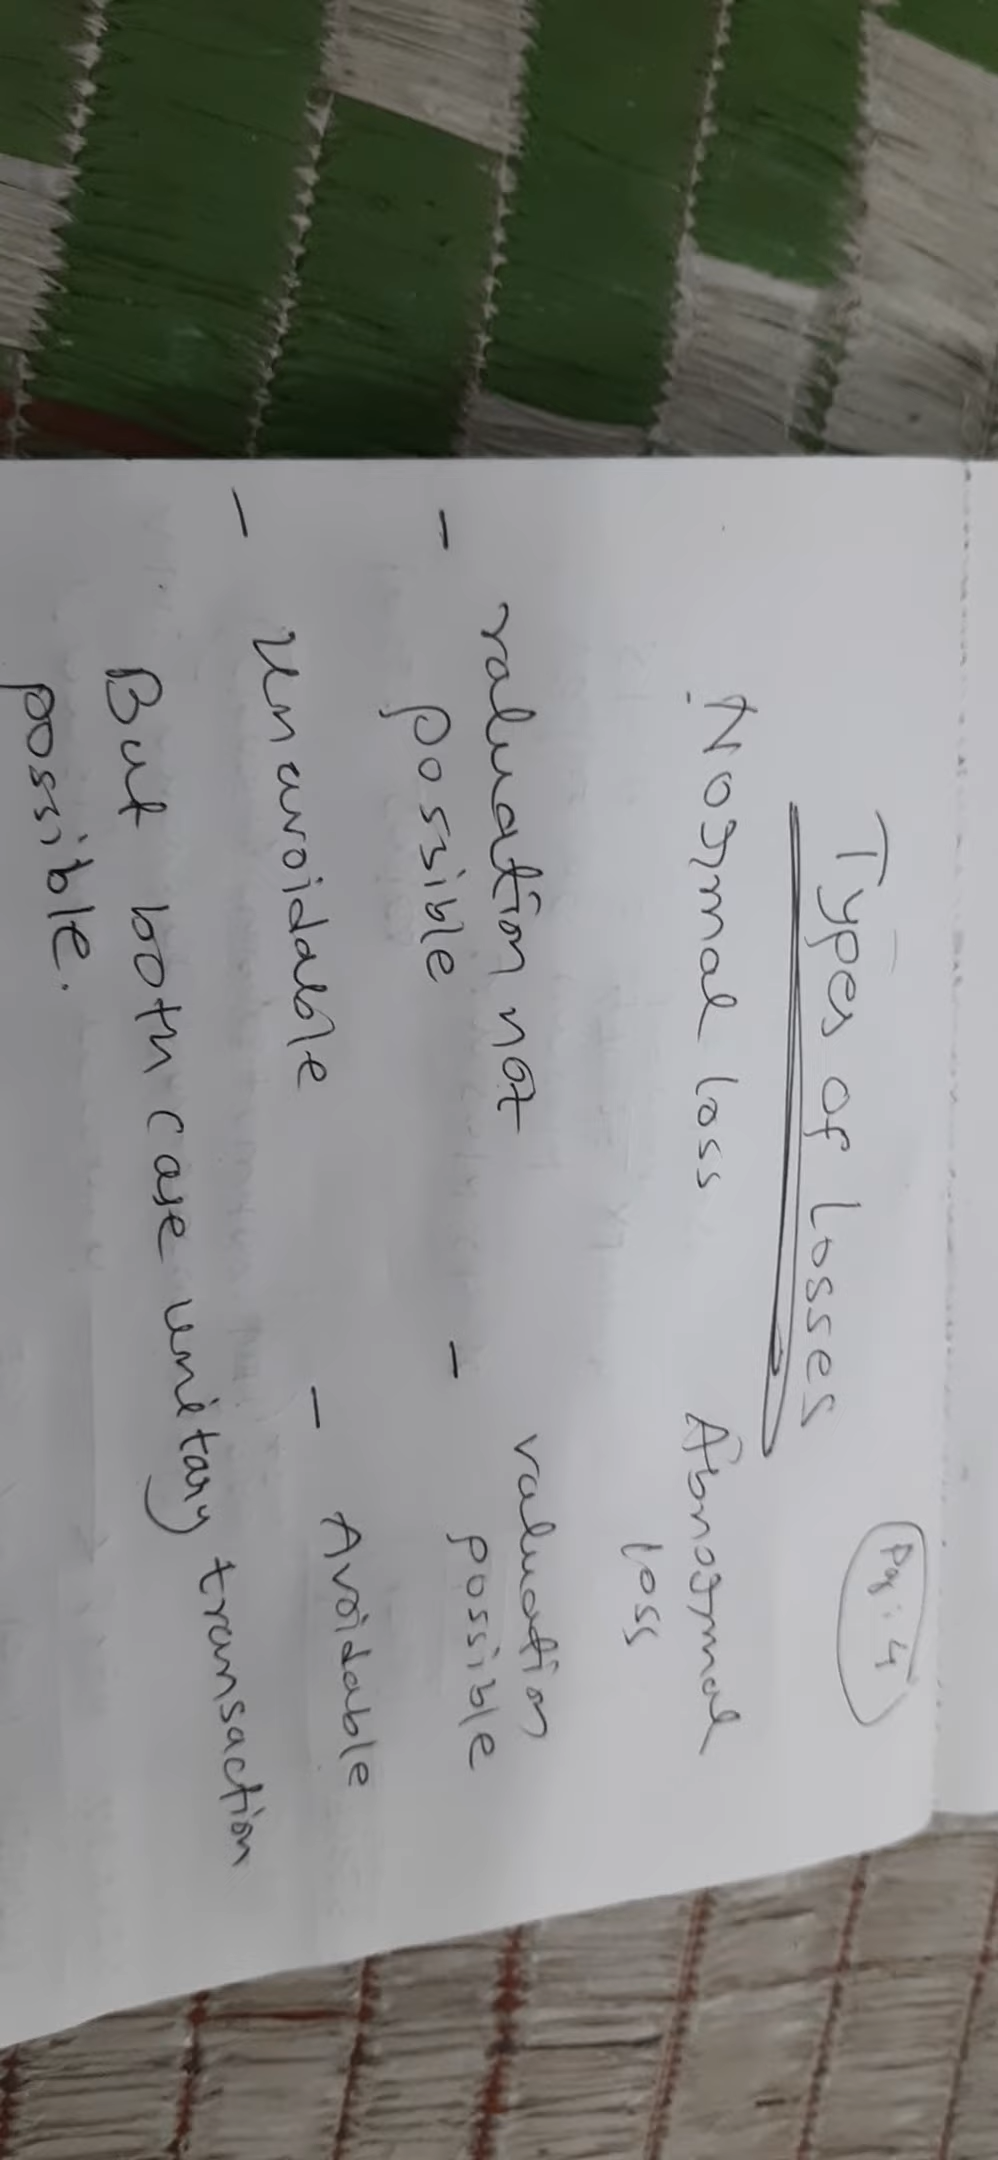 Pag: 4
Types of Losses
Normal loss
Abnormal
loss
- valuation not
possible
- valuation
possible
- Unavoidable
- Avoidable
But both case unitary transaction
possible.